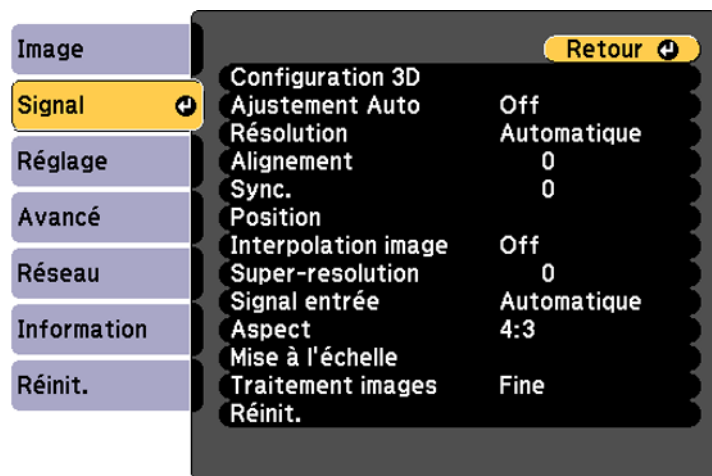 Image
Signal
Réglage
Avancé
Réseau
Information
Réinit.
Retour
Configuration 3D
Ajustement Auto Off
Résolution Automatique
Alignement 0
Sync. 0
Position
Interpolation image Off
Super-resolution 0
Signal entrée Automatique
Aspect 4:3
Mise à l'échelle
Traitement images Fine
Réinit.